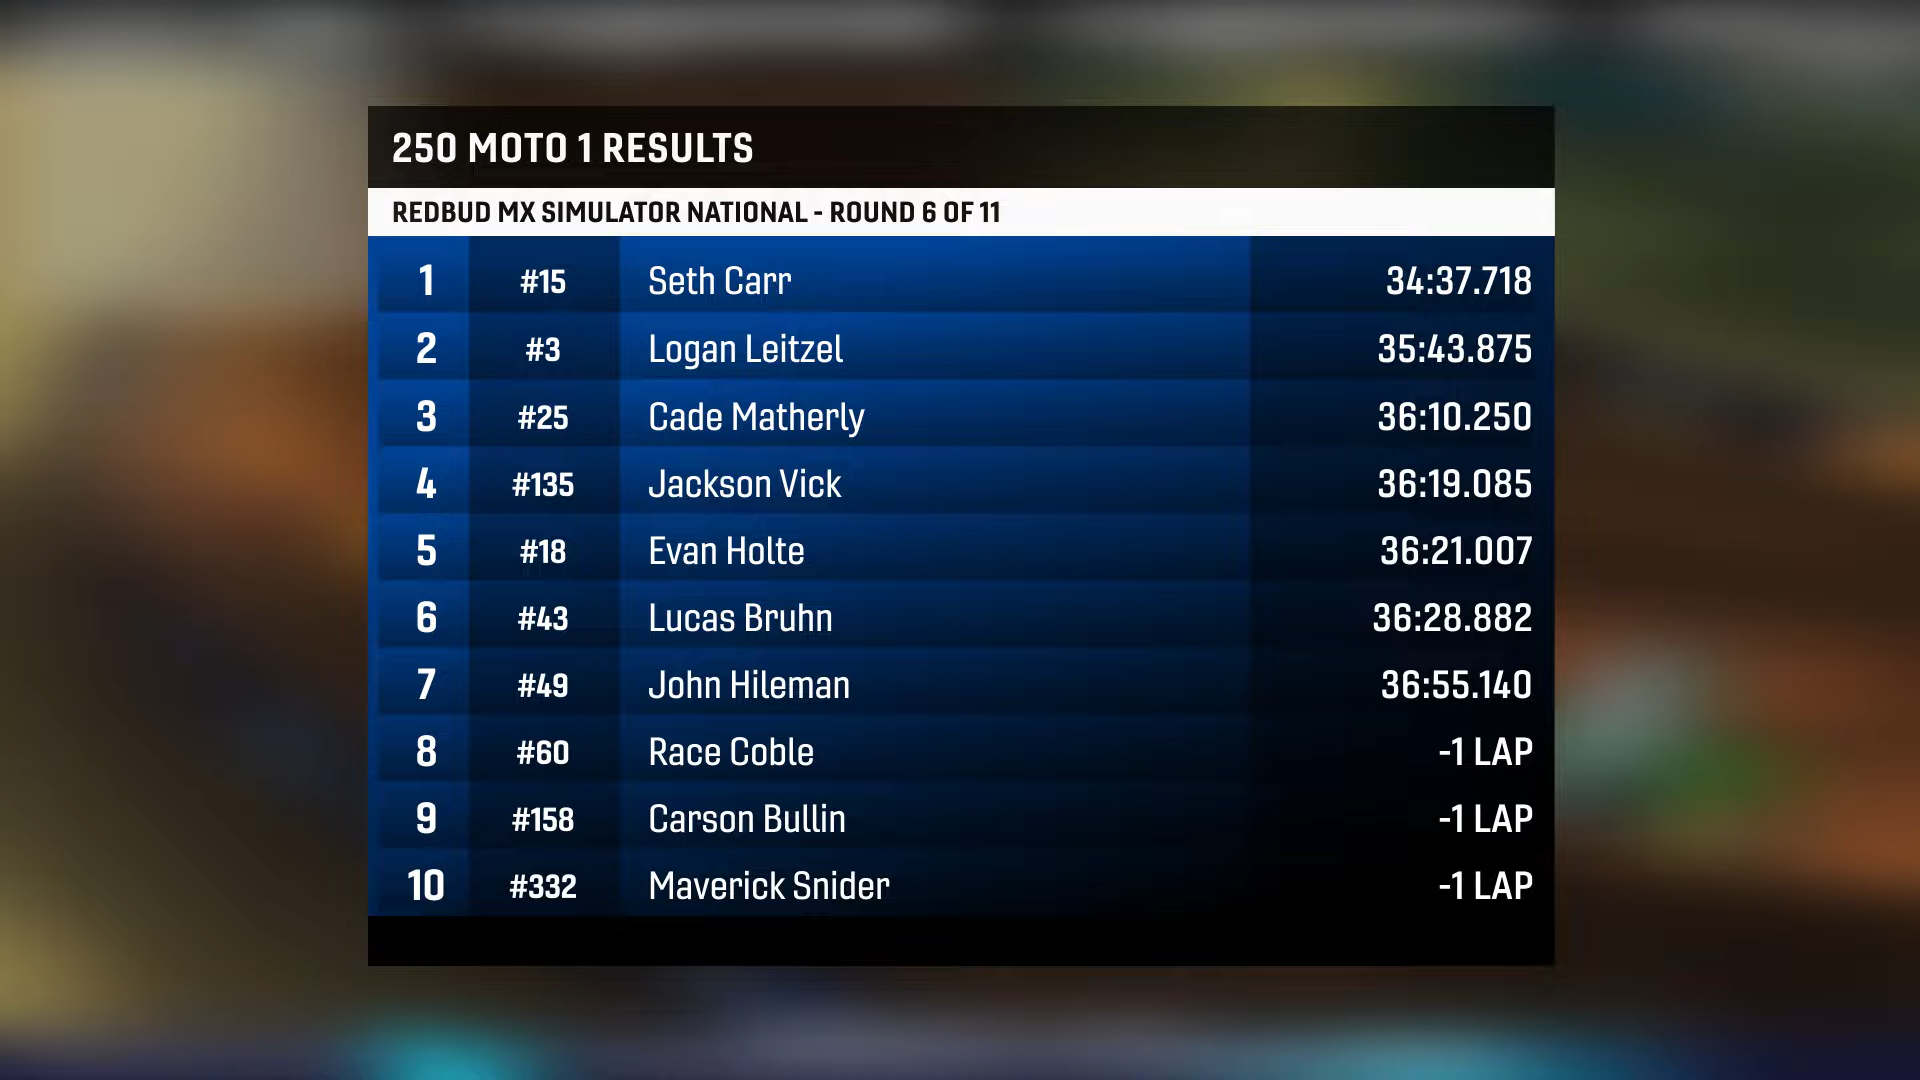 250 MOTO 1 RESULTS
REDBUD MX SIMULATOR NATIONAL - ROUND 6 OF 11
1 #15 Seth Carr 34:37.718
2 #3 Logan Leitzel 35:43.875
3 #25 Cade Matherly 36:10.250
4 #135 Jackson Vick 36:19.085
5 #18 Evan Holte 36:21.007
6 #43 Lucas Bruhn 36:28.882
7 #49 John Hileman 36:55.140
8 #60 Race Coble -1 LAP
9 #158 Carson Bullin -1 LAP
10 #332 Maverick Snider -1 LAP